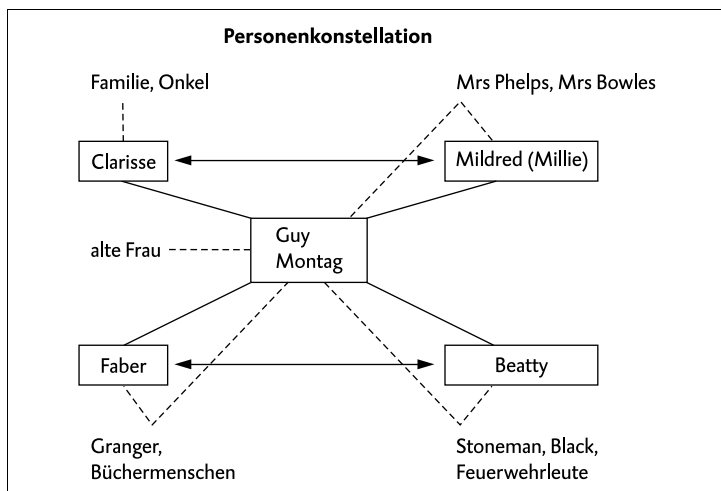 Personenkonstellation
Familie, Onkel
Mrs Phelps, Mrs Bowles
Clarisse
Mildred (Millie)
Guy
Montag
alte Frau
Faber
Beatty
Granger,
Büchermenschen
Stoneman, Black,
Feuerwehrleute